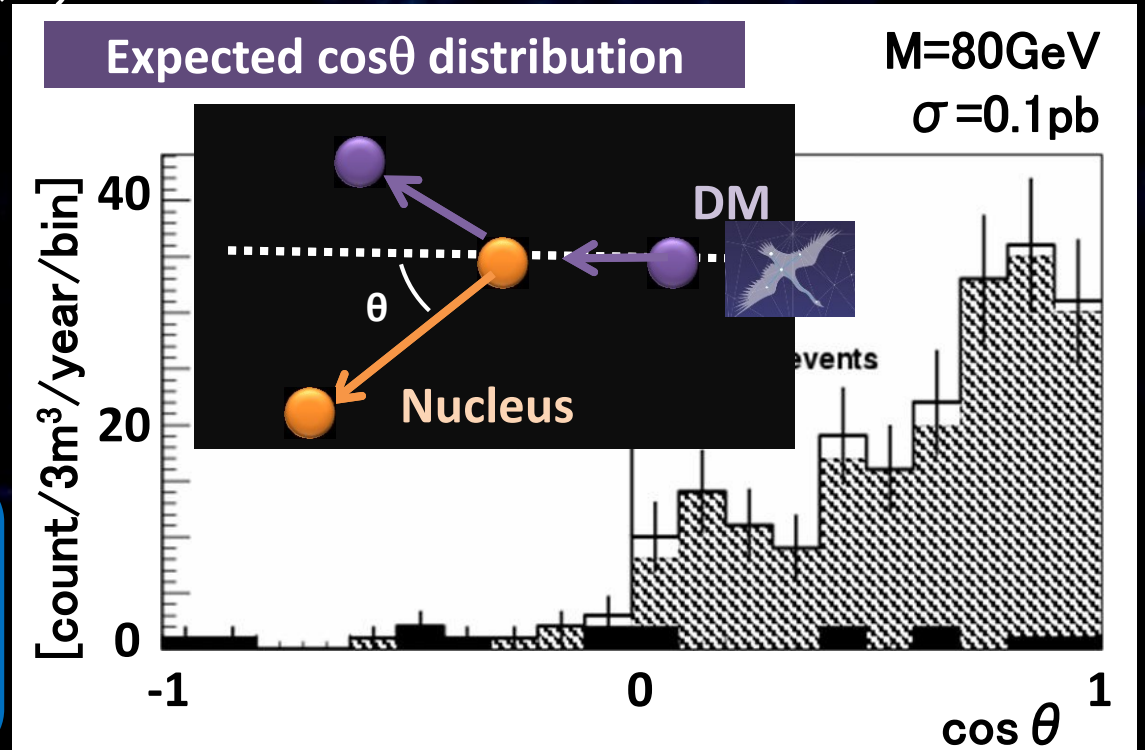 Expected cosθ distribution
M=80GeV
σ=0.1pb
[count/3m³/year/bin]
40
20
0
DM
θ
Nucleus
events
-1
0
1
cos θ